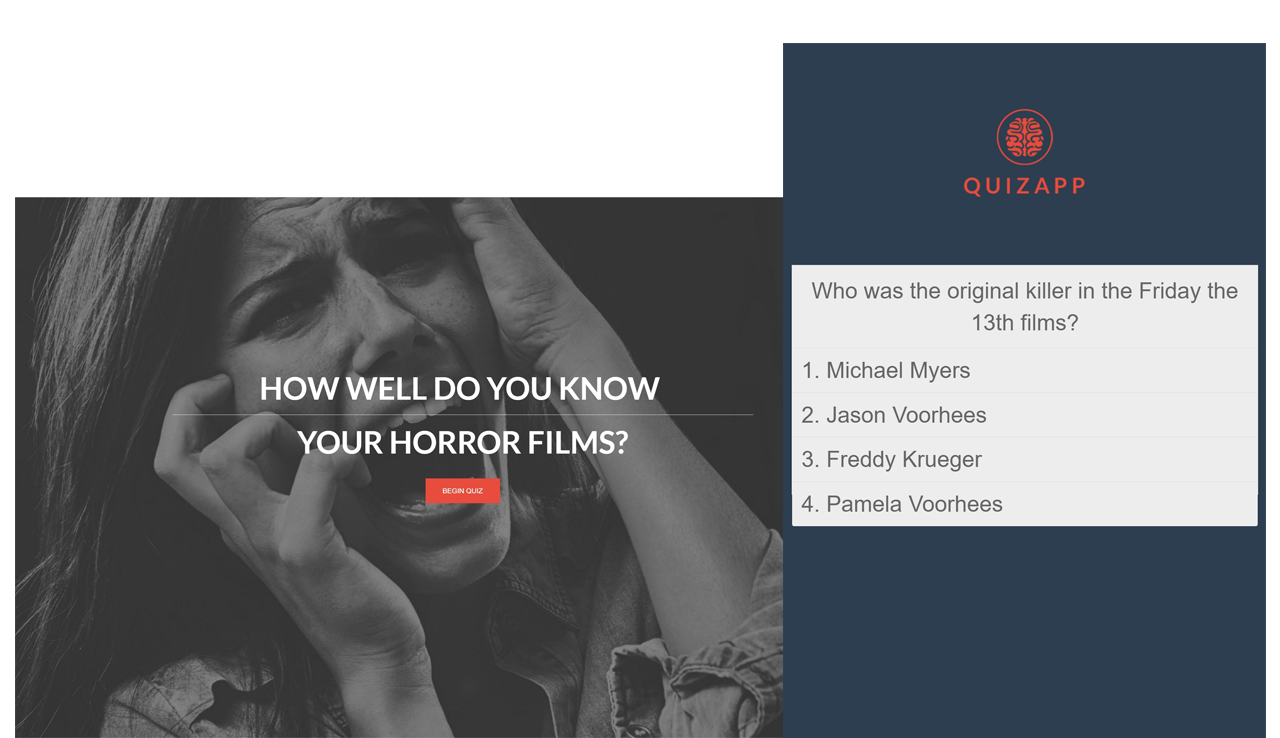 HOW WELL DO YOU KNOW
YOUR HORROR FILMS?
BEGIN QUIZ
QUIZAPP
Who was the original killer in the Friday the
13th films?
1. Michael Myers
2. Jason Voorhees
3. Freddy Krueger
4. Pamela Voorhees